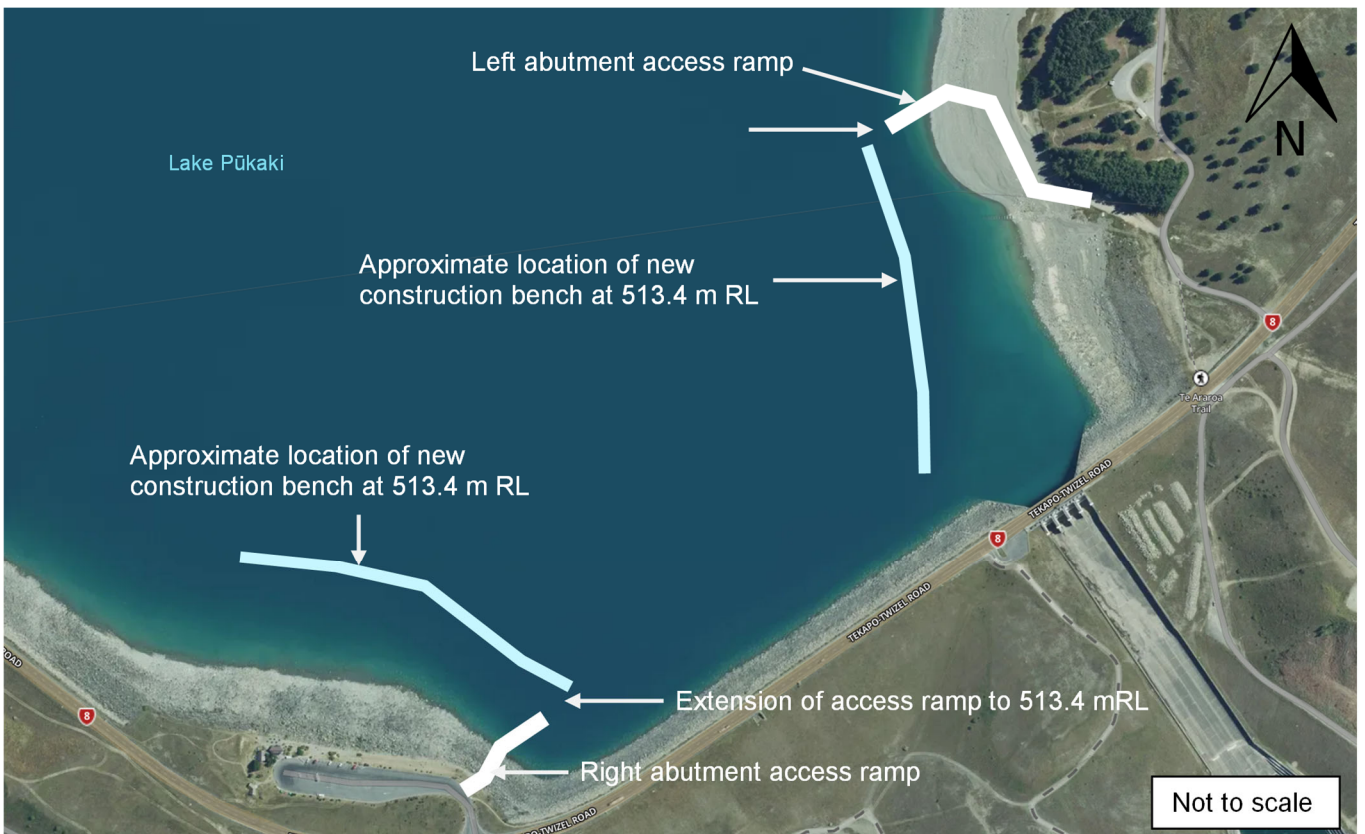 Left abutment access ramp
N
Lake Pūkaki
Approximate location of new
construction bench at 513.4 m RL
8
Te Araroa
Trail
Approximate location of new
construction bench at 513.4 m RL
TEKAPO-TWIZEL ROAD
8
TEKAPO-TWIZEL ROAD
ROAD
Extension of access ramp to 513.4 mRL
8
Right abutment access ramp
Not to scale
PO-TWIZEL ROAD